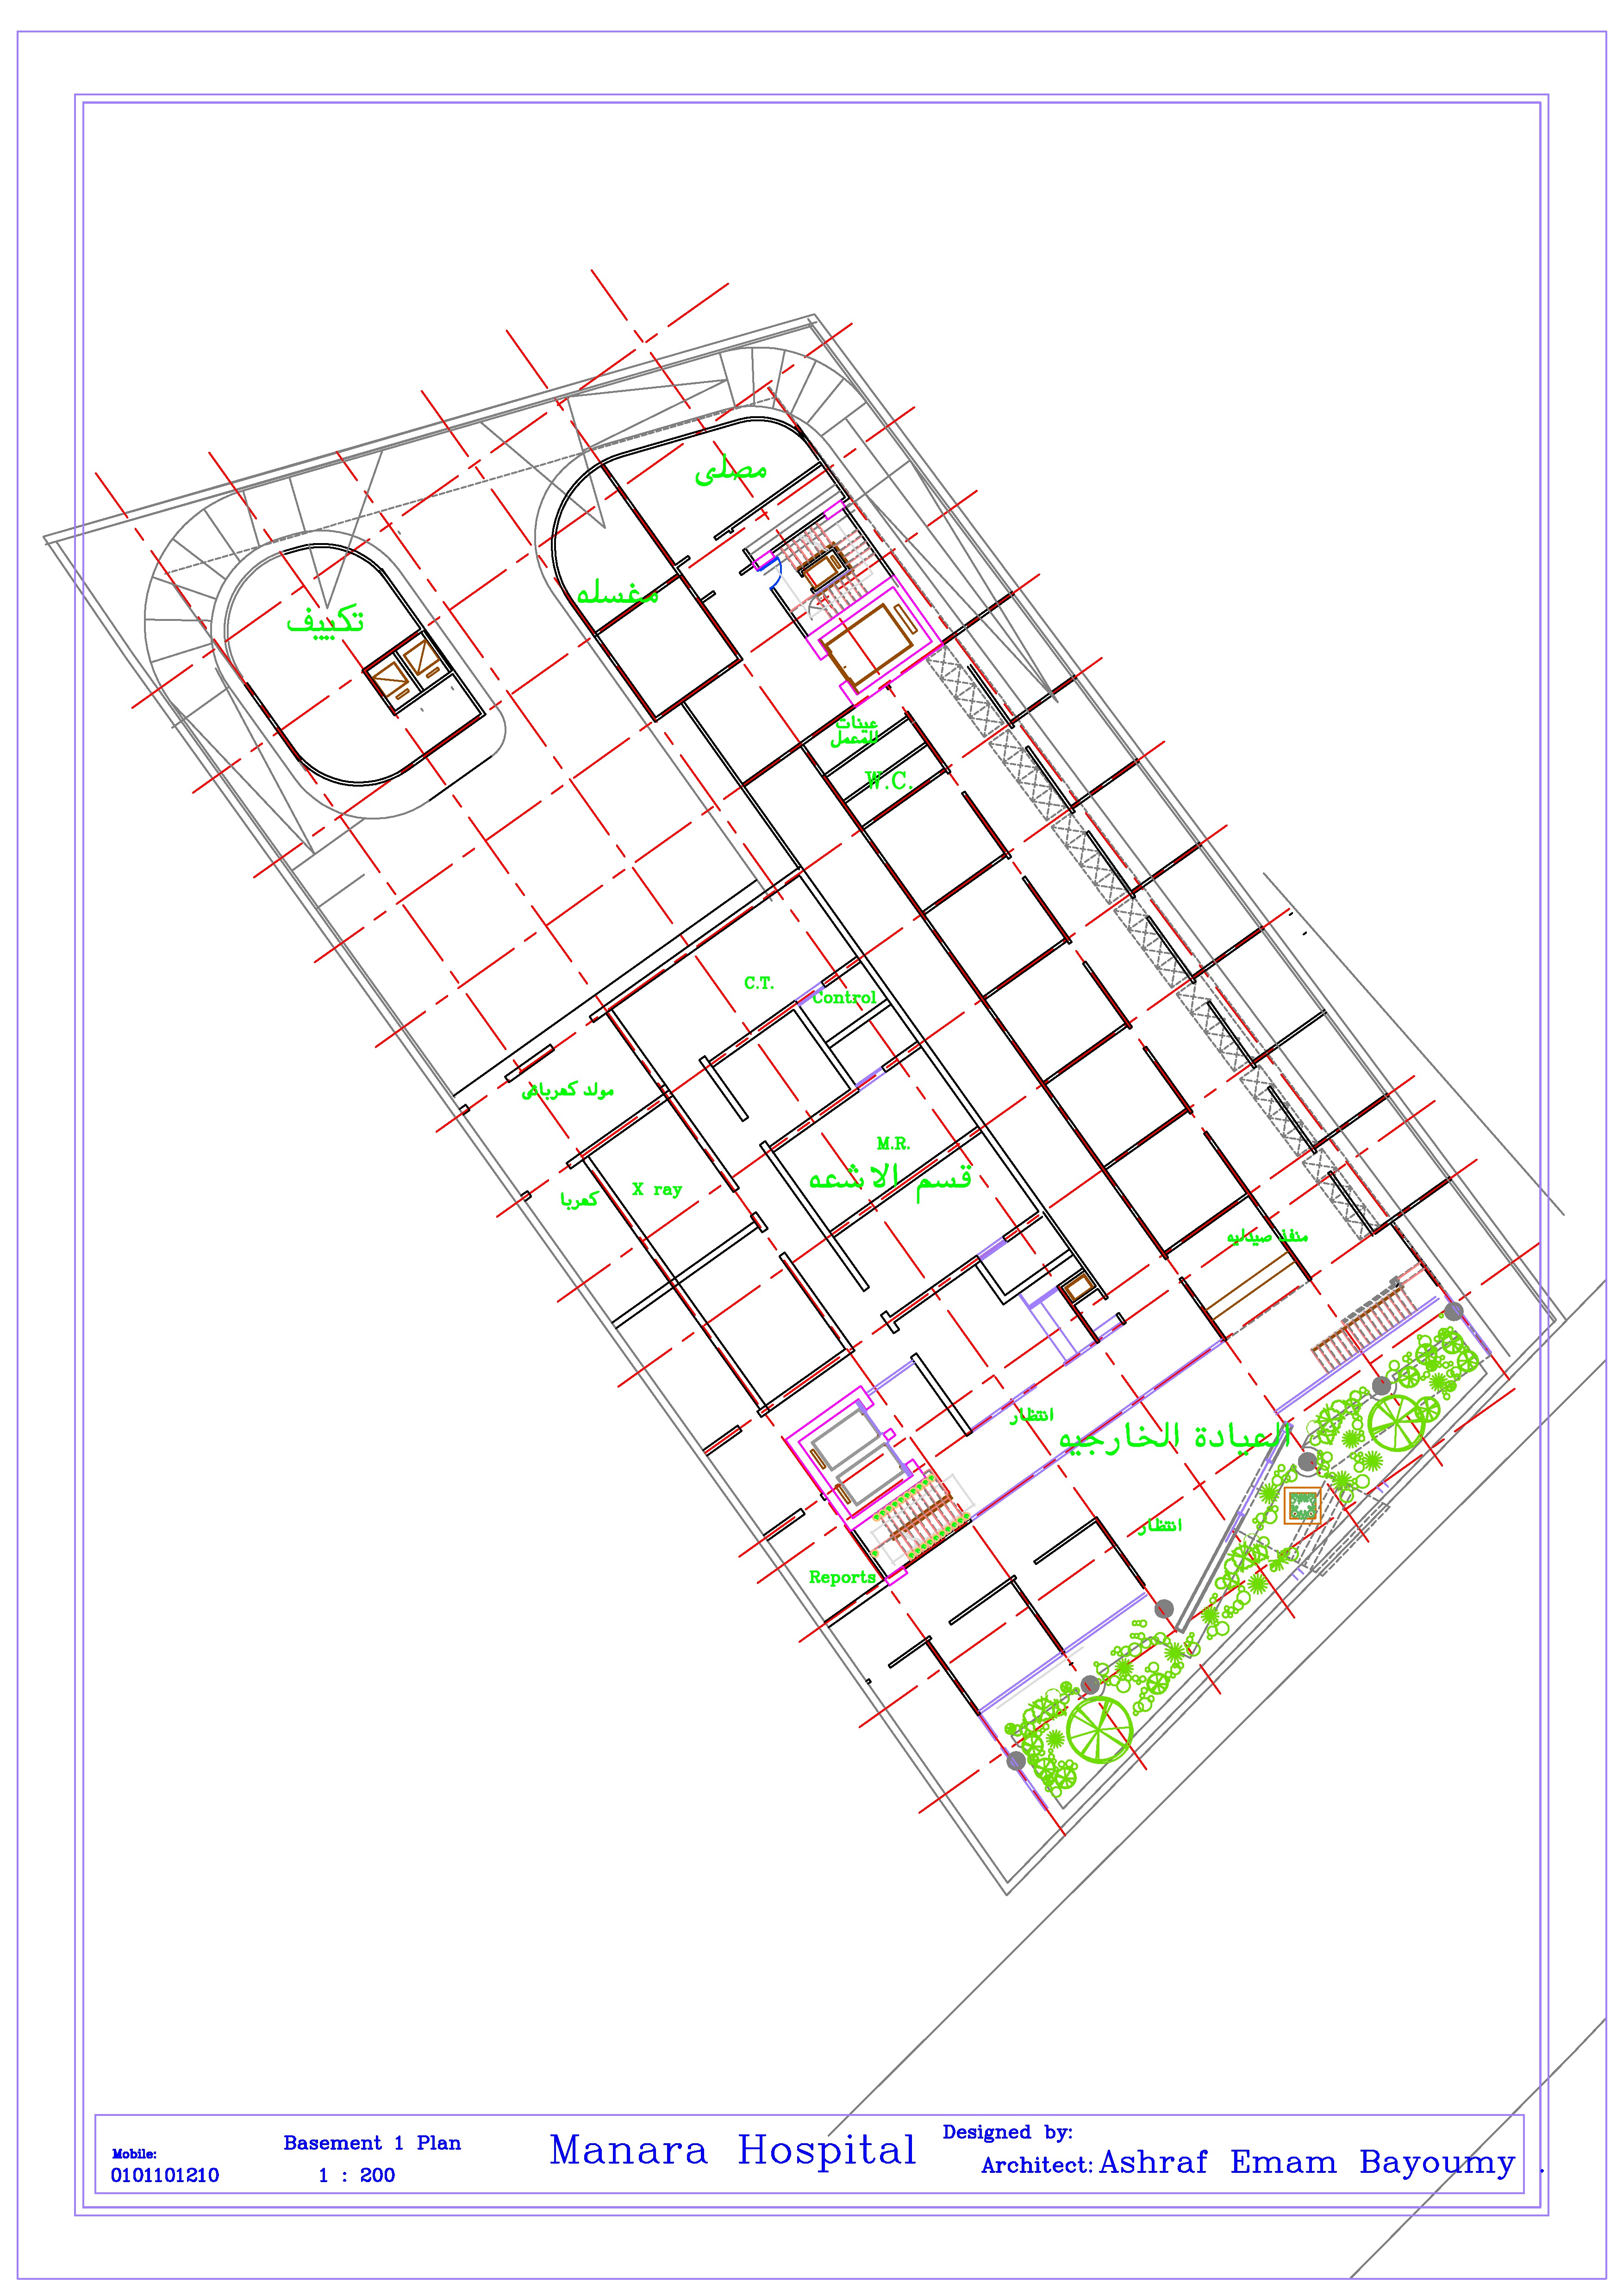 مصلى
مغسله
تكييف
عينات
للمعمل
W.C.
C.T.
Control
مولد كهربائى
M.R.
قسم الاشعه
X ray
كهربا
منفذ صيدليه
انتظار
العيادة الخارجيه
انتظار
Reports
Mobile:
0101101210
Basement 1 Plan
1 : 200
Manara Hospital
Designed by:
Architect: Ashraf Emam Bayoumy .